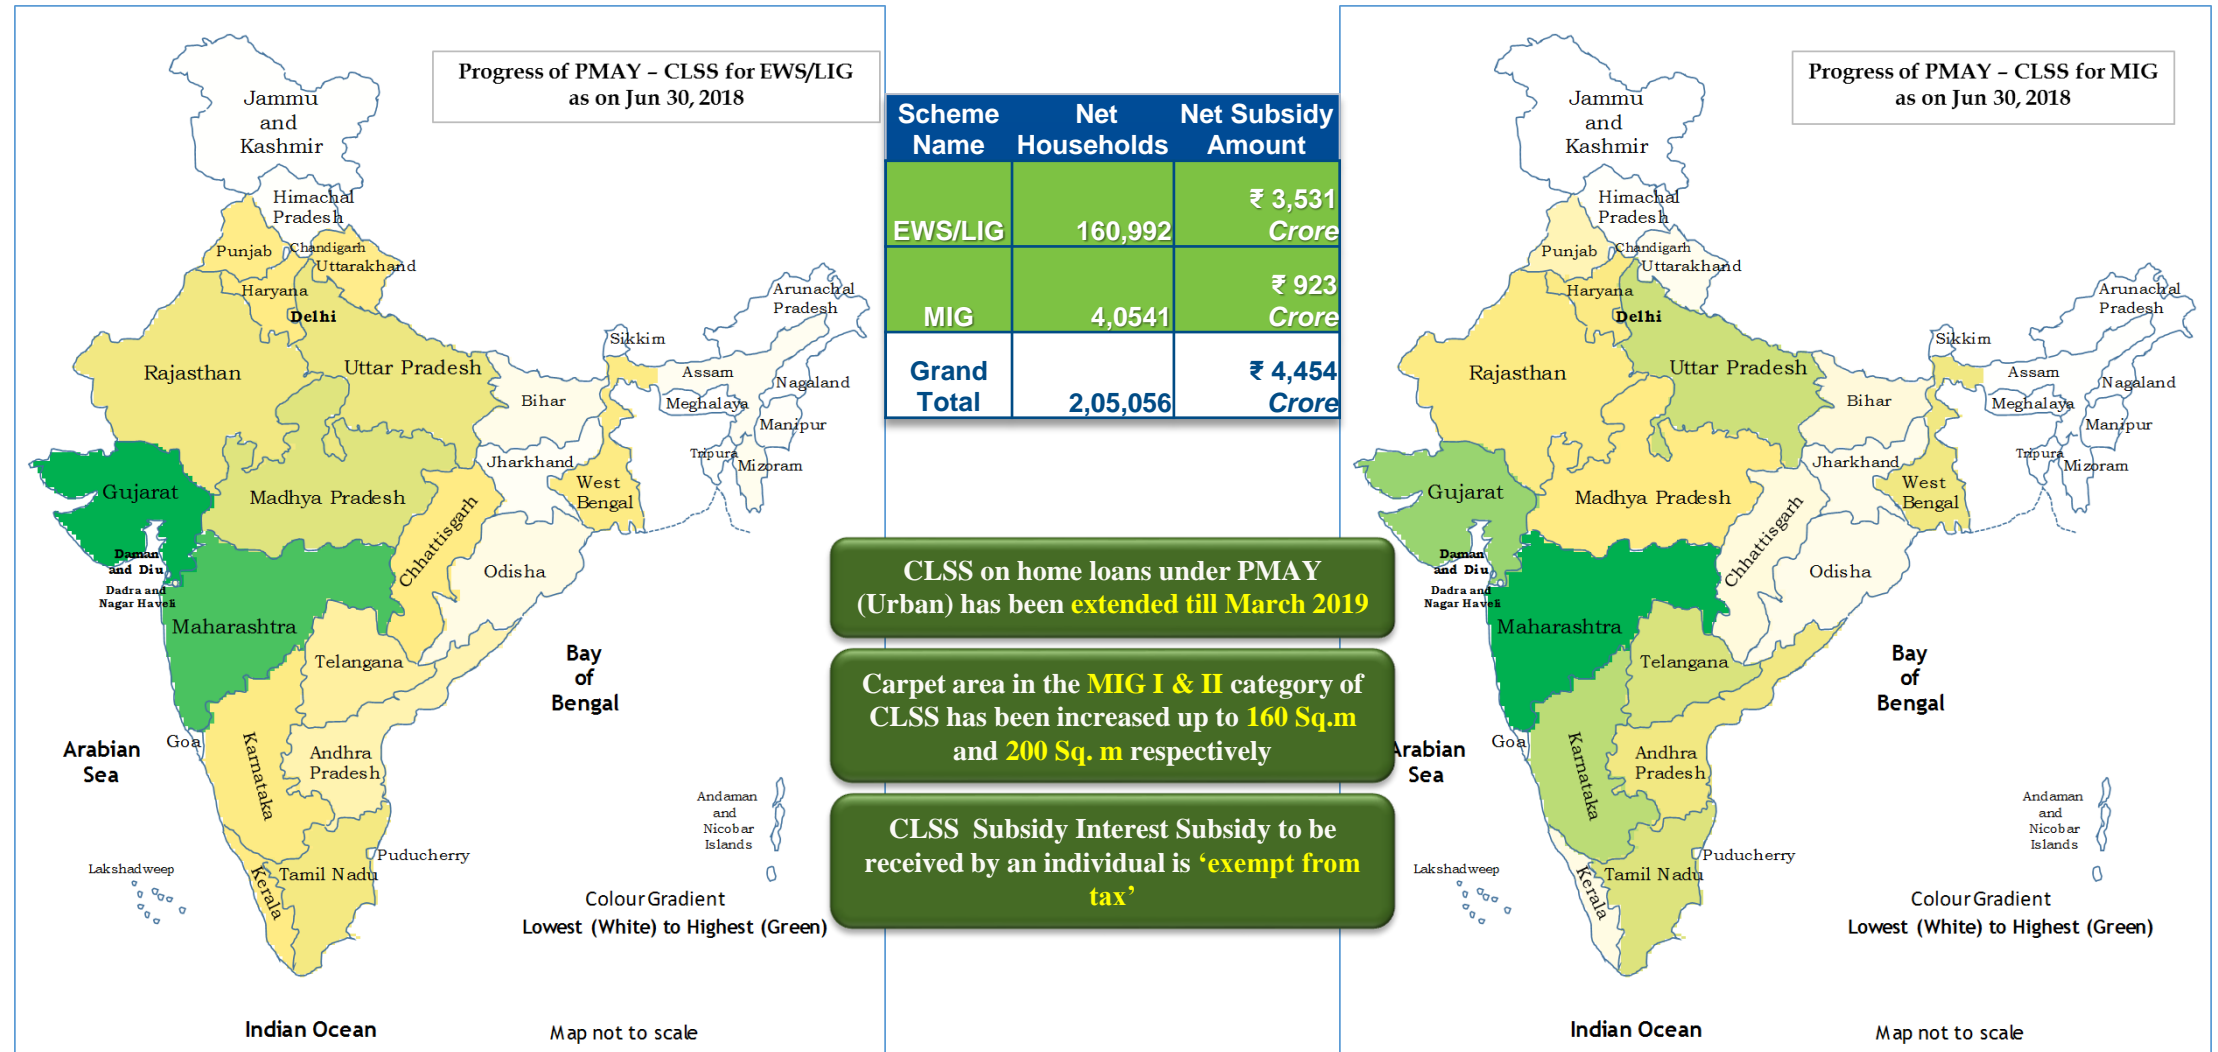 Progress of PMAY – CLSS for EWS/LIG
as on Jun 30, 2018
Jammu
and
Kashmir
Himachal
Pradesh
Punjab
Chandigarh
Uttarakhand
Haryana
Delhi
Arunachal
Pradesh
Sikkim
Rajasthan
Uttar Pradesh
Assam
Nagaland
Bihar
Meghalaya
Manipur
Tripura
Mizoram
Jharkhand
Gujarat
Madhya Pradesh
West
Bengal
Chhattisgarh
Daman
and Diu
Dadra and
Nagar Haveli
Odisha
Maharashtra
Telangana
Bay
of
Bengal
Goa
Arabian
Sea
Karnataka
Andhra
Pradesh
Andaman
and
Nicobar
Islands
Puducherry
Lakshadweep
Kerala
Tamil Nadu
Colour Gradient
Lowest (White) to Highest (Green)
Indian Ocean
Map not to scale
Scheme Name Net Households Net Subsidy Amount
EWS/LIG 160,992 ₹ 3,531 Crore
MIG 4,0541 ₹ 923 Crore
Grand Total 2,05,056 ₹ 4,454 Crore
CLSS on home loans under PMAY
(Urban) has been extended till March 2019
Carpet area in the MIG I & II category of
CLSS has been increased up to 160 Sq.m
and 200 Sq. m respectively
CLSS Subsidy Interest Subsidy to be
received by an individual is ‘exempt from
tax’
Progress of PMAY – CLSS for MIG
as on Jun 30, 2018
Jammu
and
Kashmir
Himachal
Pradesh
Punjab
Chandigarh
Uttarakhand
Haryana
Delhi
Arunachal
Pradesh
Sikkim
Rajasthan
Uttar Pradesh
Assam
Nagaland
Bihar
Meghalaya
Manipur
Tripura
Mizoram
Jharkhand
Gujarat
Madhya Pradesh
West
Bengal
Chhattisgarh
Daman
and Diu
Dadra and
Nagar Haveli
Odisha
Maharashtra
Telangana
Bay
of
Bengal
Goa
Arabian
Sea
Karnataka
Andhra
Pradesh
Andaman
and
Nicobar
Islands
Puducherry
Lakshadweep
Kerala
Tamil Nadu
Colour Gradient
Lowest (White) to Highest (Green)
Indian Ocean
Map not to scale